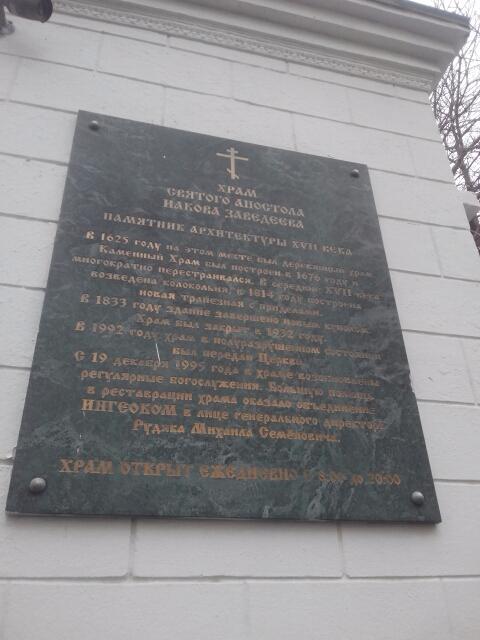 ХРАМ
СВЯТОГО АПОСТОЛА
ИАКОВА ЗАВЕДЕЕВА
ПАМЯТНИК АРХИТЕКТУРЫ XVII ВЕКА
В 1625 году на этом месте был деревянный храм.
Каменный Храм был построен в 1676 году и
многократно перестраивался. В середине XVIII века
возведена колокольня, в 1814 году построена
новая трапезная с приделами.
В 1833 году здание завершено новым куполом.
Храм был закрыт в 1932 году.
В 1992 году храм в полуразрушенном состоянии
был передан Церкви.
С 19 декабря 1995 года в храме возобновлены
регулярные богослужения. Большую помощь
в реставрации храма оказало объединение
ИНГЕОКОМ в лице генерального директора
Рудяка Михаила Семёновича.
ХРАМ ОТКРЫТ ЕЖЕДНЕВНО С 8.00 до 20:00